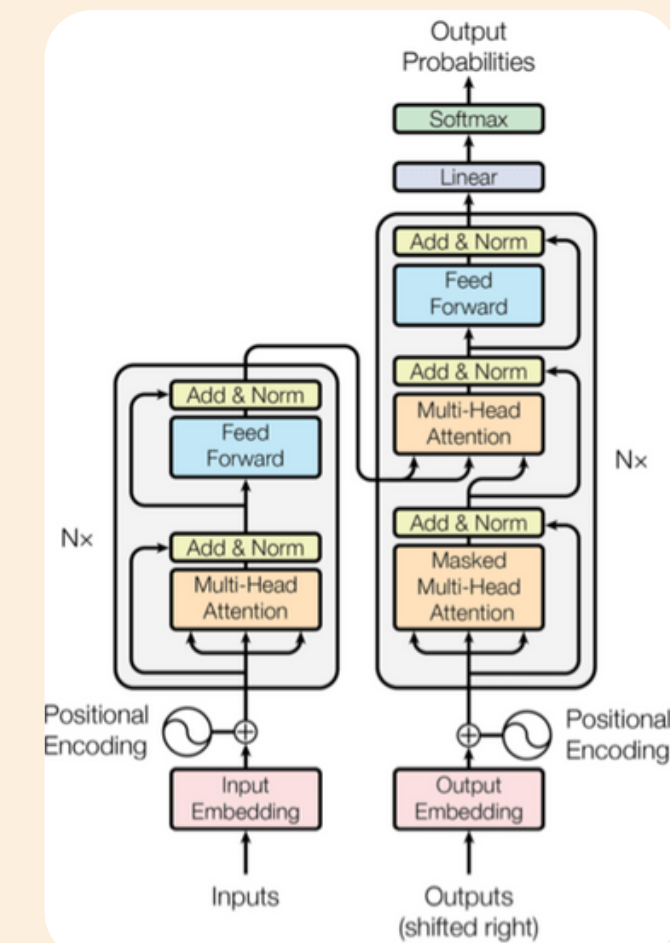 Output
Probabilities
Softmax
Linear
Add & Norm
Feed
Forward
Add & Norm
Multi-Head
Attention
Add & Norm
Masked
Multi-Head
Attention
Nx
Add & Norm
Feed
Forward
Add & Norm
Multi-Head
Attention
Nx
Positional
Encoding
Positional
Encoding
Input
Embedding
Output
Embedding
Inputs
Outputs
(shifted right)